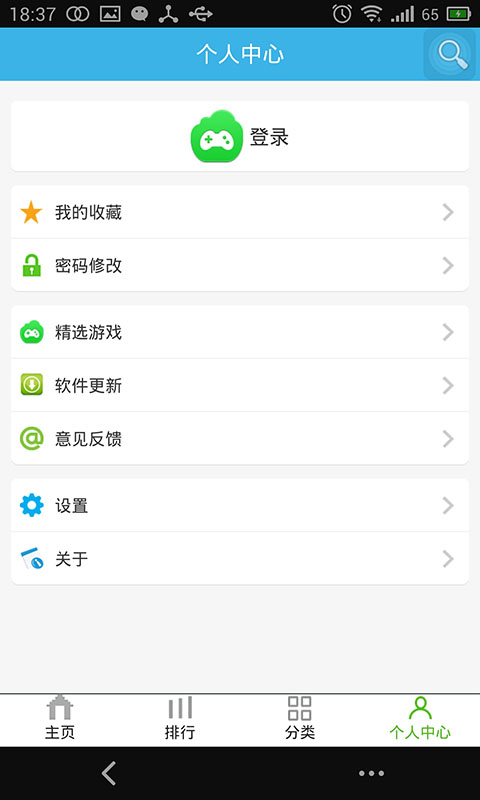 18:37 65
个人中心
登录
我的收藏
密码修改
精选游戏
软件更新
意见反馈
设置
关于
主页 排行 分类 个人中心